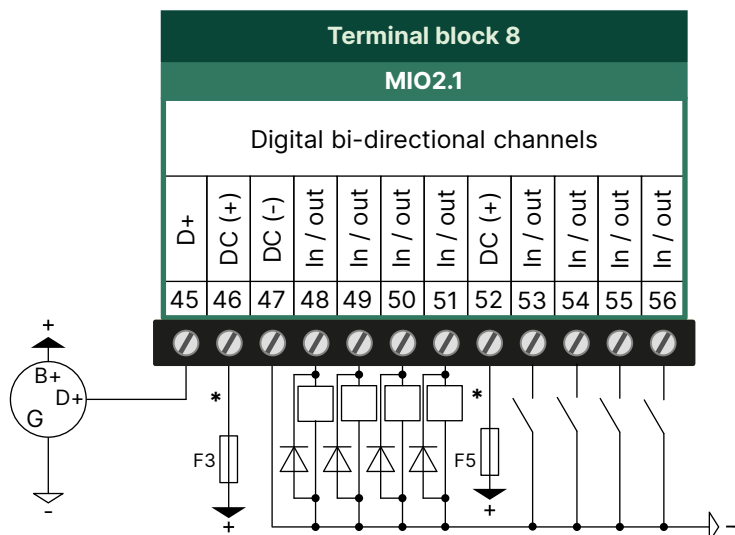 Terminal block 8
MIO2.1
Digital bi-directional channels
D+ DC (+) DC (-) In / out In / out In / out In / out DC (+) In / out In / out In / out In / out
45 46 47 48 49 50 51 52 53 54 55 56
+
B+
D+
G
-
*
F3
+
*
F5
+
-